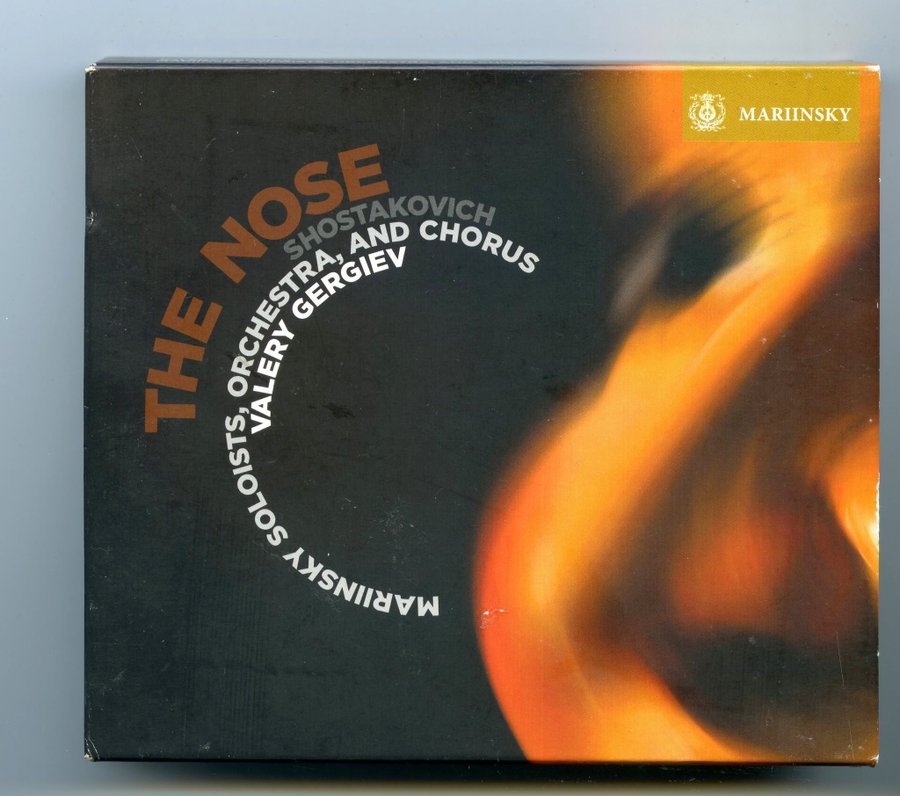 MARIINSKY
THE NOSE
SHOSTAKOVICH
MARIINSKY SOLOISTS, ORCHESTRA, AND CHORUS
VALERY GERGIEV